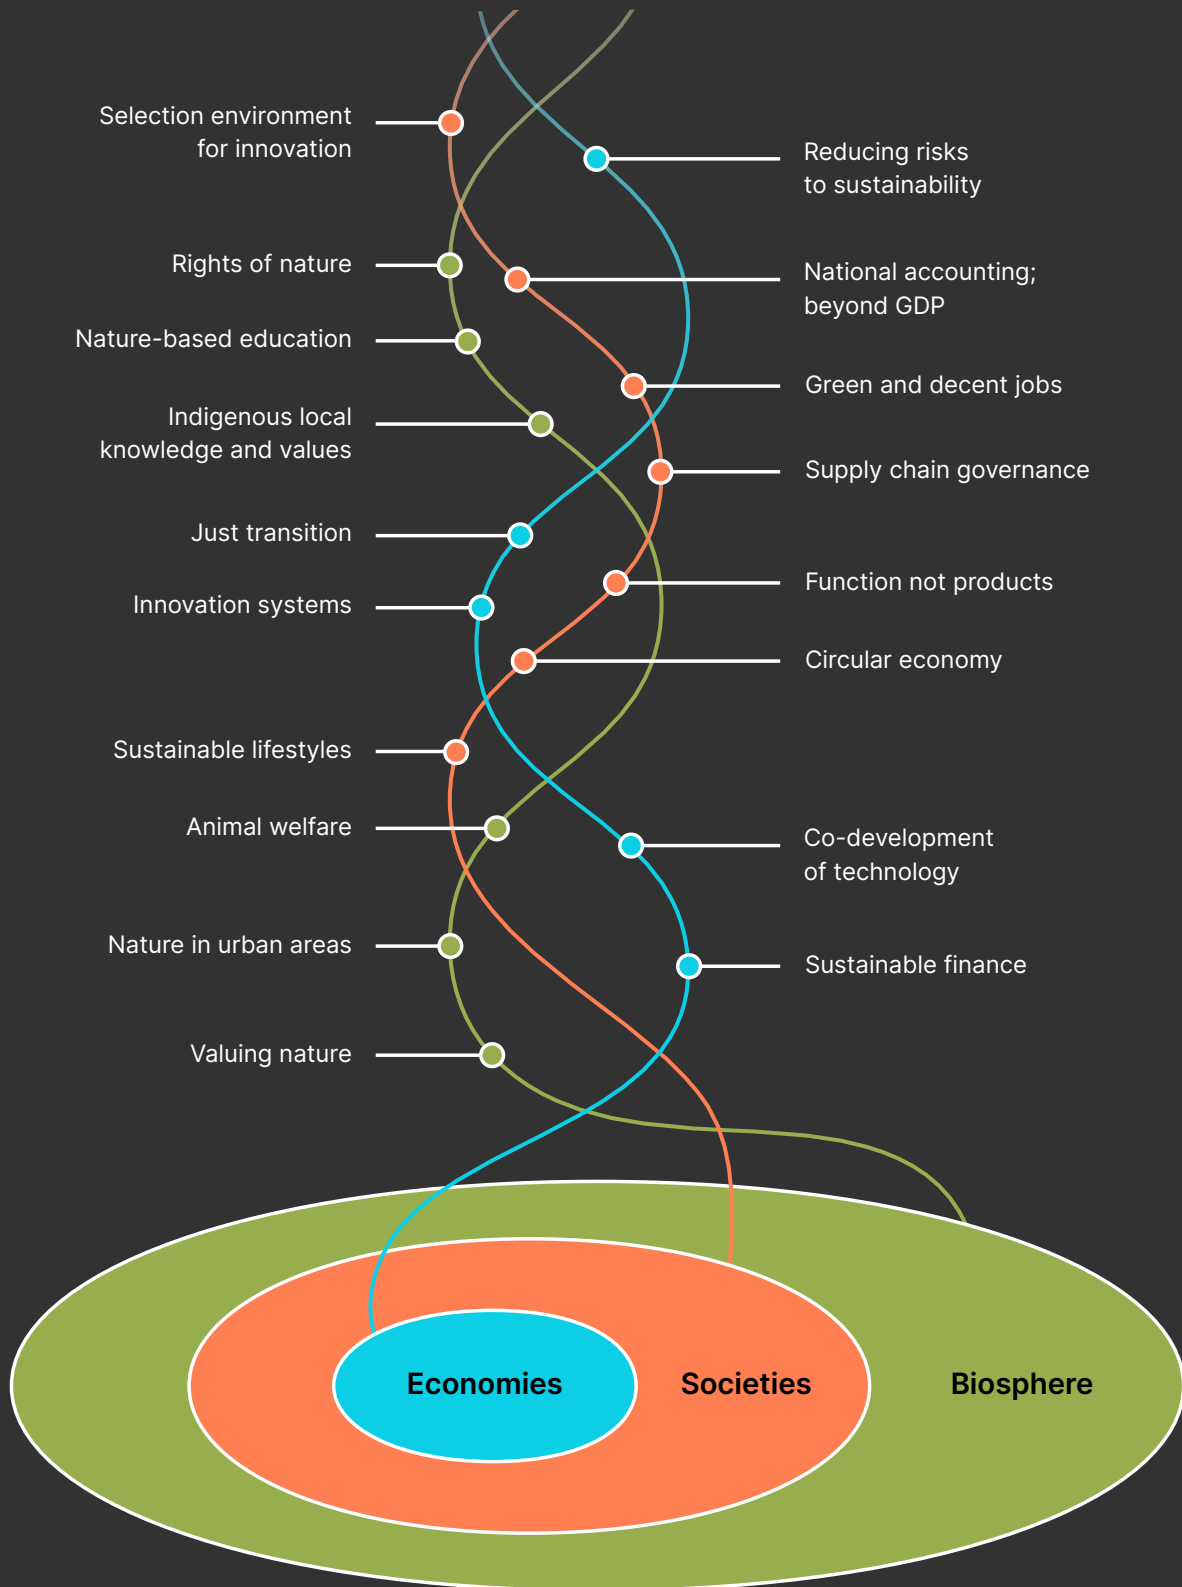 Selection environment
for innovation
Reducing risks
to sustainability
Rights of nature
National accounting;
beyond GDP
Nature-based education
Green and decent jobs
Indigenous local
knowledge and values
Supply chain governance
Just transition
Function not products
Innovation systems
Circular economy
Sustainable lifestyles
Animal welfare
Co-development
of technology
Nature in urban areas
Sustainable finance
Valuing nature
Economies
Societies
Biosphere